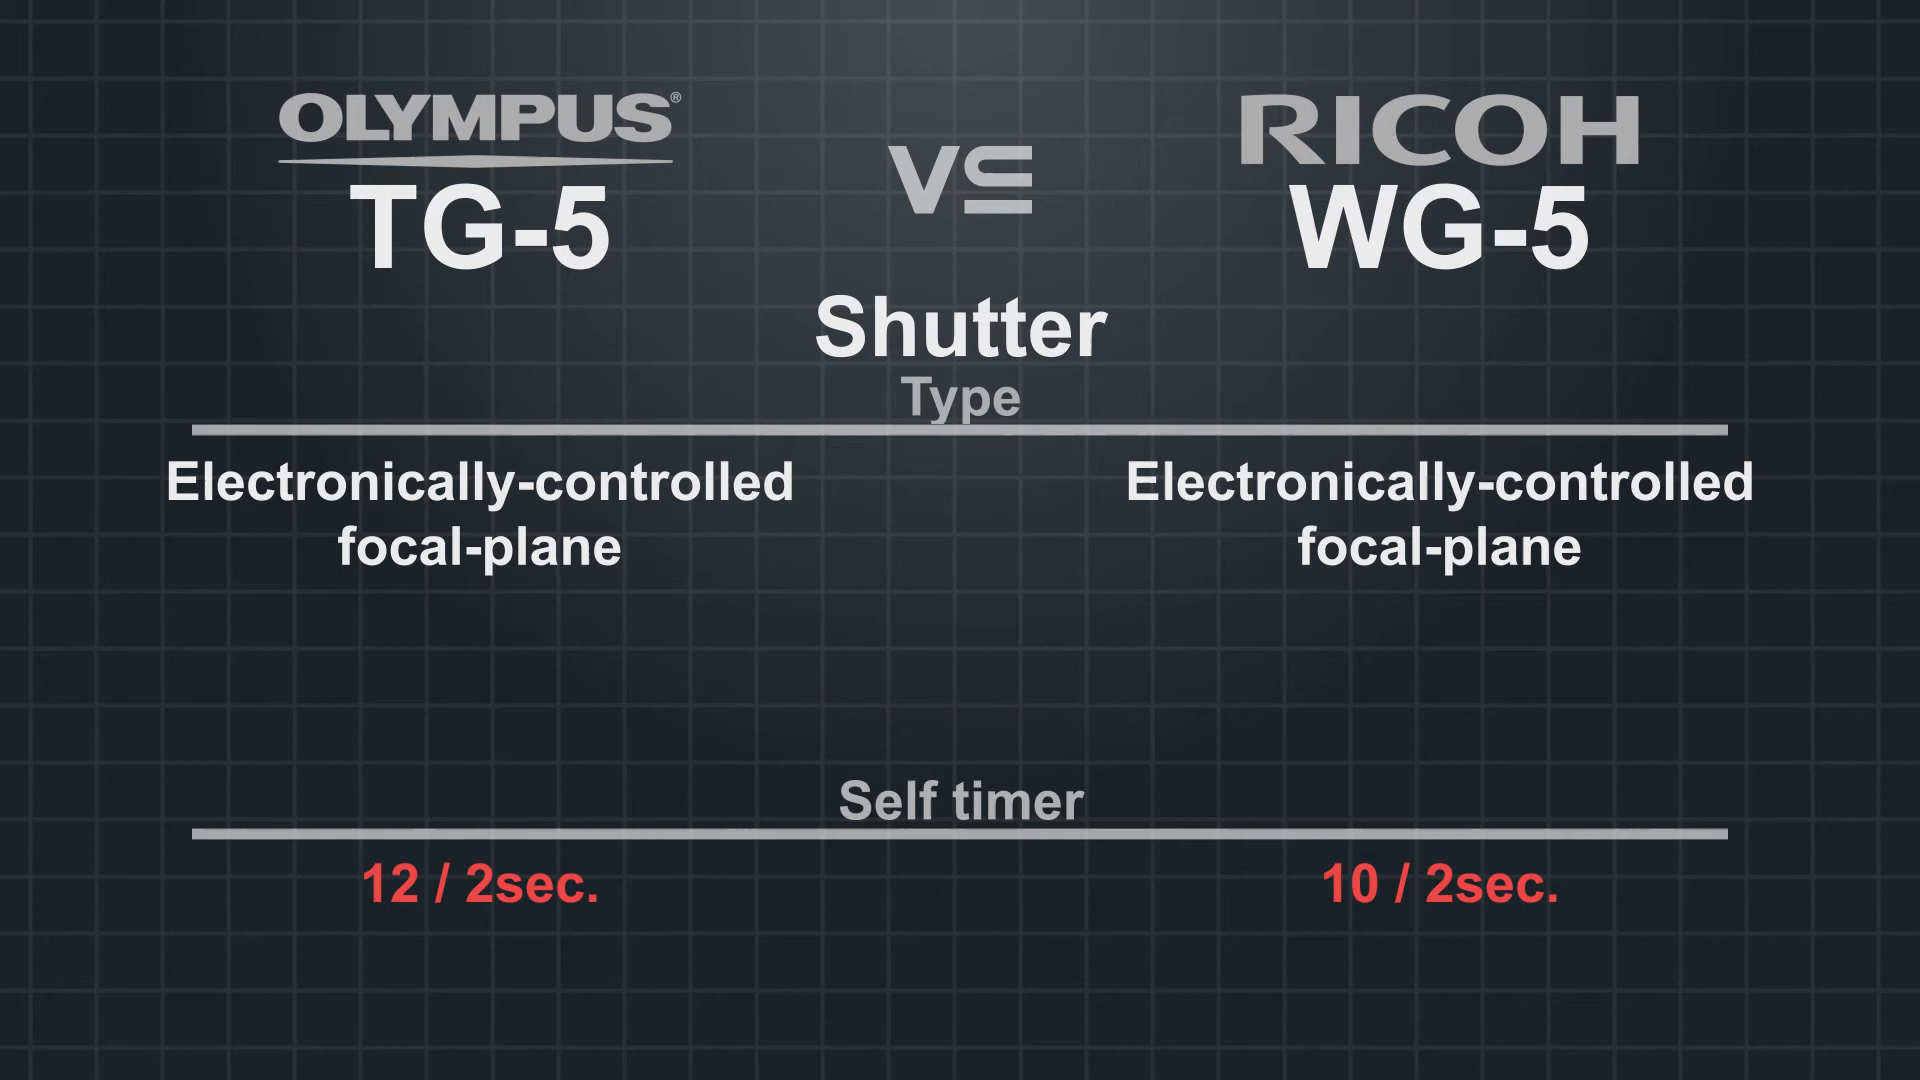 OLYMPUS®
TG-5
VS
RICOH
WG-5
Shutter
Type
Electronically-controlled
focal-plane
Electronically-controlled
focal-plane
Self timer
12 / 2sec.
10 / 2sec.